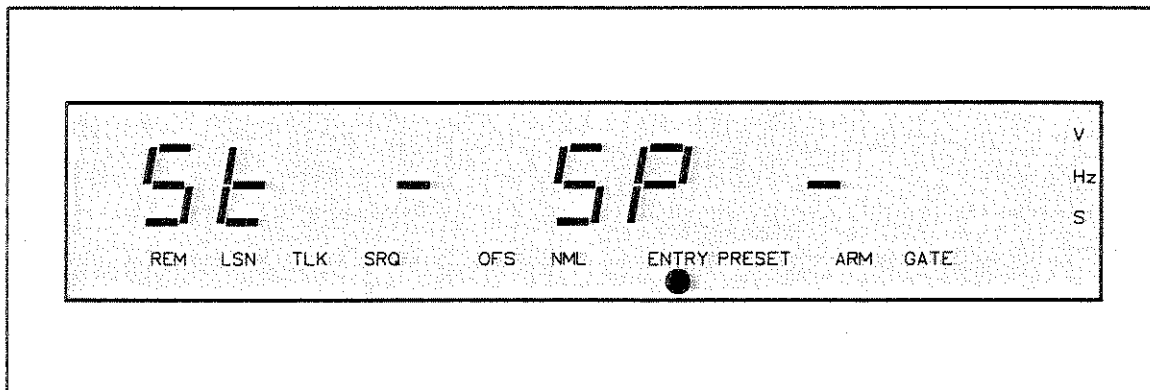 St - SP -
V
Hz
S
REM LSN TLK SRQ OFS NML ENTRY PRESET ARM GATE